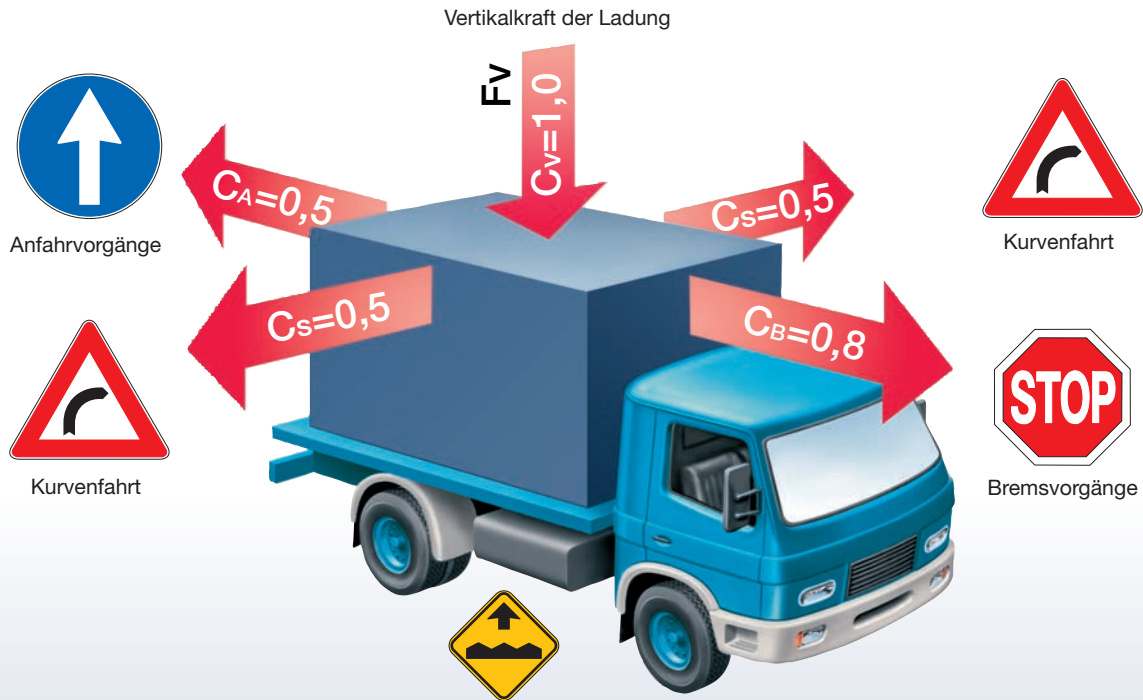 Vertikalkraft der Ladung
Fv
Cv=1,0
CA=0,5
Anfahrvorgänge
Cs=0,5
Kurvenfahrt
Cs=0,5
Kurvenfahrt
CB=0,8
STOP
Bremsvorgänge